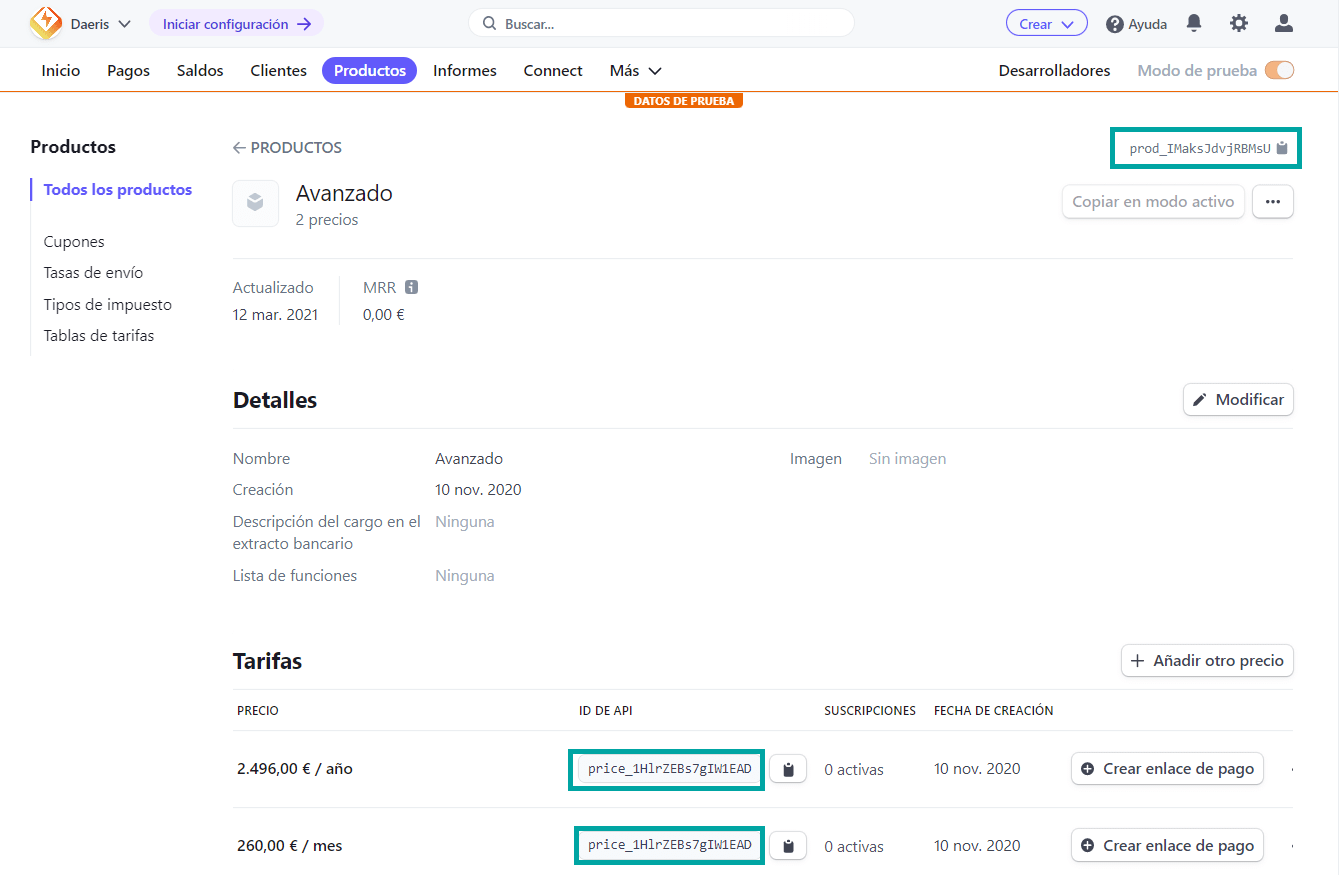 Daeris
Iniciar configuración →
Buscar...
Crear
Ayuda
Inicio
Pagos
Saldos
Clientes
Productos
Informes
Connect
Más
Desarrolladores
Modo de prueba
DATOS DE PRUEBA
Productos
Todos los productos
Cupones
Tasas de envío
Tipos de impuesto
Tablas de tarifas
← PRODUCTOS
prod_IMaksJdvjRBMsU
Avanzado
2 precios
Copiar en modo activo
Actualizado
12 mar. 2021
MRR
0,00 €
Detalles
Modificar
Nombre
Avanzado
Creación
10 nov. 2020
Descripción del cargo en el
extracto bancario
Ninguna
Lista de funciones
Ninguna
Imagen
Sin imagen
Tarifas
+ Añadir otro precio
PRECIO ID DE API SUSCRIPCIONES FECHA DE CREACIÓN
2.496,00 € / año price_1HlrZEBs7gIW1EAD 0 activas 10 nov. 2020 Crear enlace de pago
260,00 € / mes price_1HlrZEBs7gIW1EAD 0 activas 10 nov. 2020 Crear enlace de pago